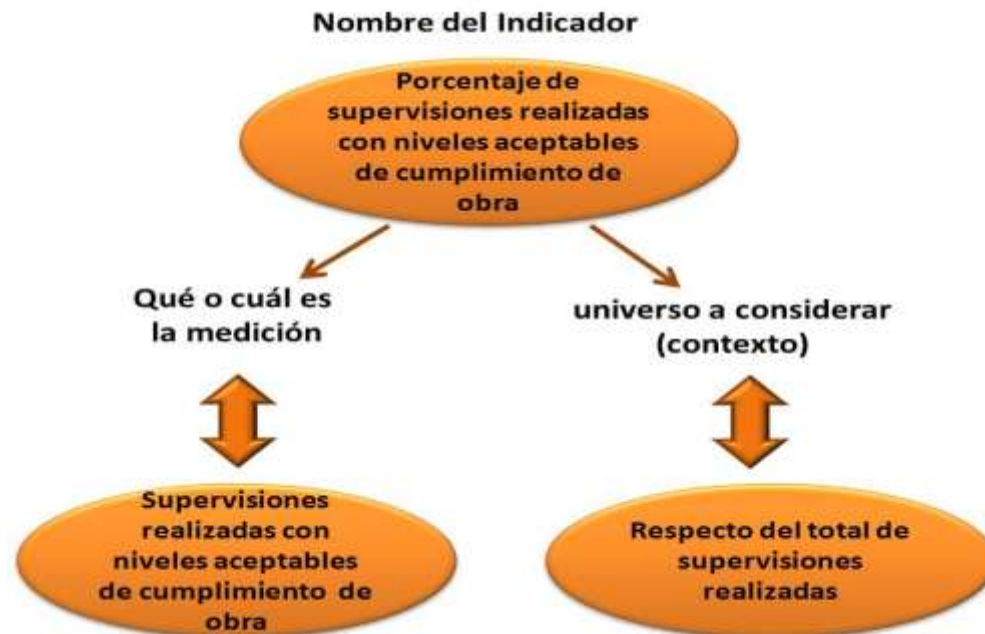 Nombre del Indicador
Porcentaje de
supervisiones realizadas
con niveles aceptables
de cumplimiento de
obra
Qué o cuál es
la medición
universo a considerar
(contexto)
Supervisiones
realizadas con
niveles aceptables
de cumplimiento de
obra
Respecto del total de
supervisiones
realizadas